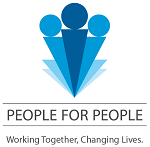 PEOPLE FOR PEOPLE
Working Together, Changing Lives.